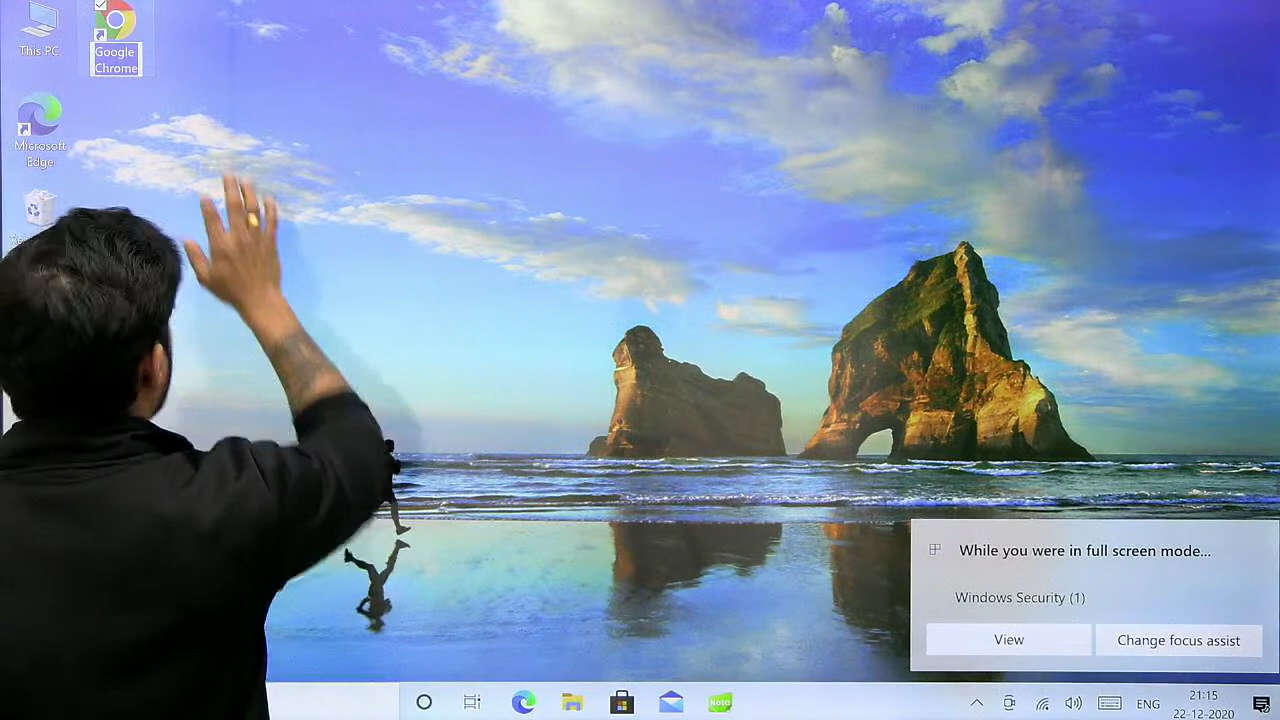 This PC
Google
Chrome
Microsoft
Edge
While you were in full screen mode...
Windows Security (1)
View
Change focus assist
Note
ENG
21:15
22-12-2020